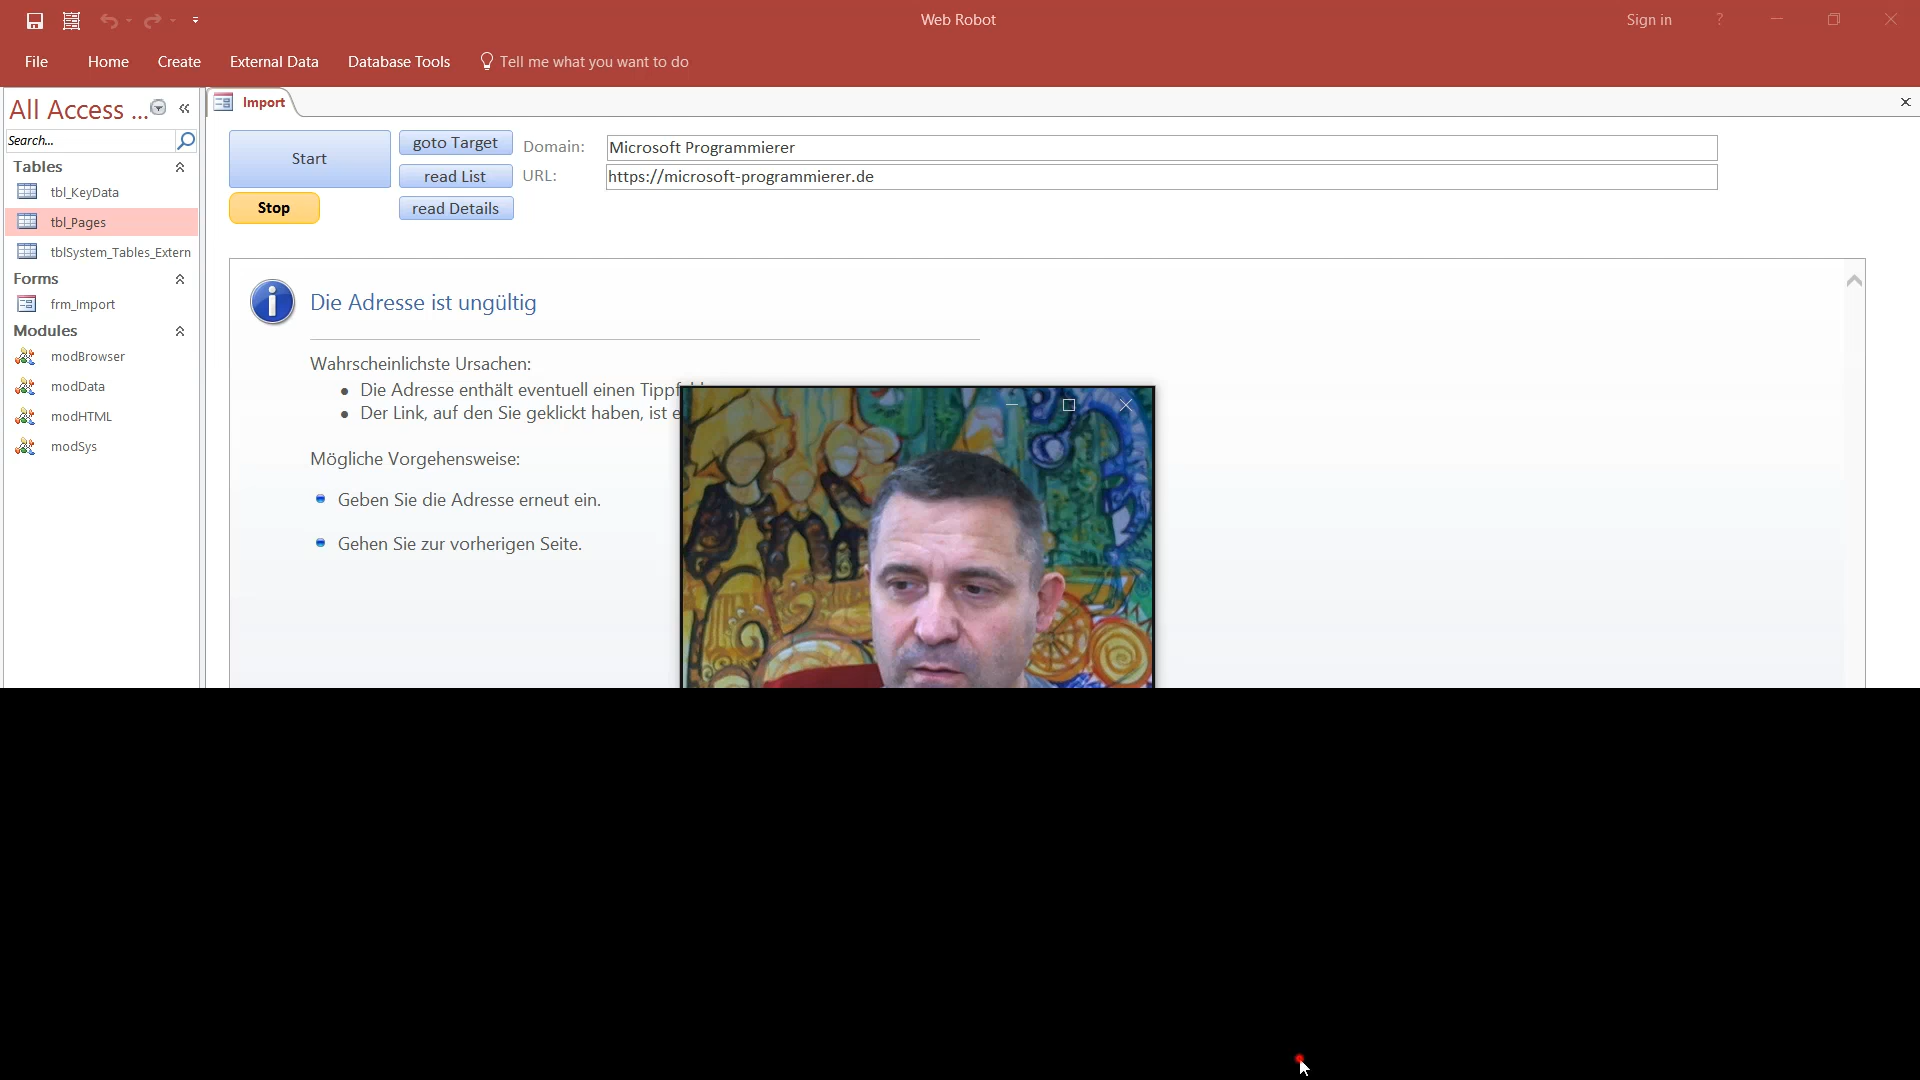 Web Robot
Sign in
?
File Home Create External Data Database Tools Tell me what you want to do
All Access ... «
Import
Search...
Tables
tbl_KeyData
tbl_Pages
tblSystem_Tables_Extern
Forms
frm_Import
Modules
modBrowser
modData
modHTML
modSys
Start
Stop
goto Target
read List
read Details
Domain: Microsoft Programmierer
URL: https://microsoft-programmierer.de
Die Adresse ist ungültig
Wahrscheinlichste Ursachen:
• Die Adresse enthält eventuell einen
• Der Link, auf den Sie geklickt haben, ist
Mögliche Vorgehensweise:
Geben Sie die Adresse erneut ein.
Gehen Sie zur vorherigen Seite.